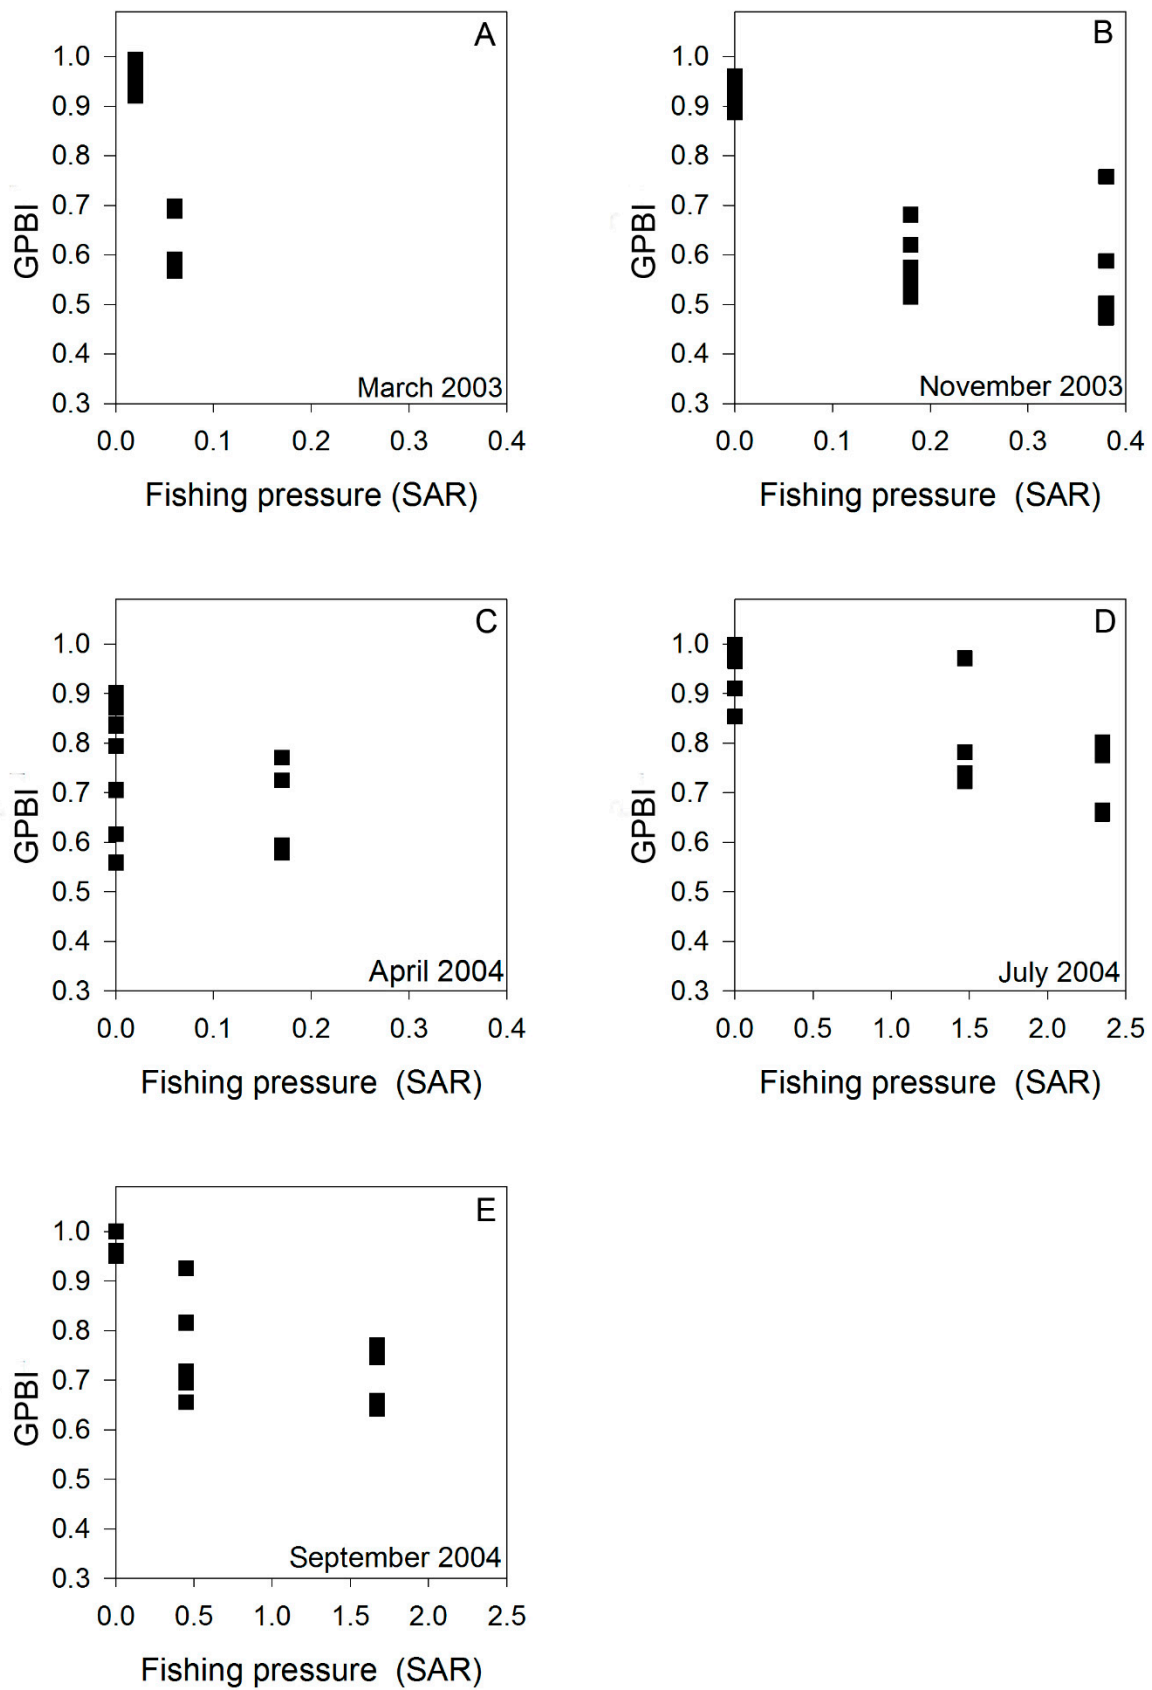 A
1.0
0.9
0.8
0.7
0.6
0.5
0.4
0.3
GPBI
March 2003
0.0 0.1 0.2 0.3 0.4
Fishing pressure (SAR)
B
1.0
0.9
0.8
0.7
0.6
0.5
0.4
0.3
GPBI
November 2003
0.0 0.1 0.2 0.3 0.4
Fishing pressure (SAR)
C
1.0
0.9
0.8
0.7
0.6
0.5
0.4
0.3
GPBI
April 2004
0.0 0.1 0.2 0.3 0.4
Fishing pressure (SAR)
D
1.0
0.9
0.8
0.7
0.6
0.5
0.4
0.3
GPBI
July 2004
0.0 0.5 1.0 1.5 2.0 2.5
Fishing pressure (SAR)
E
1.0
0.9
0.8
0.7
0.6
0.5
0.4
0.3
GPBI
September 2004
0.0 0.5 1.0 1.5 2.0 2.5
Fishing pressure (SAR)